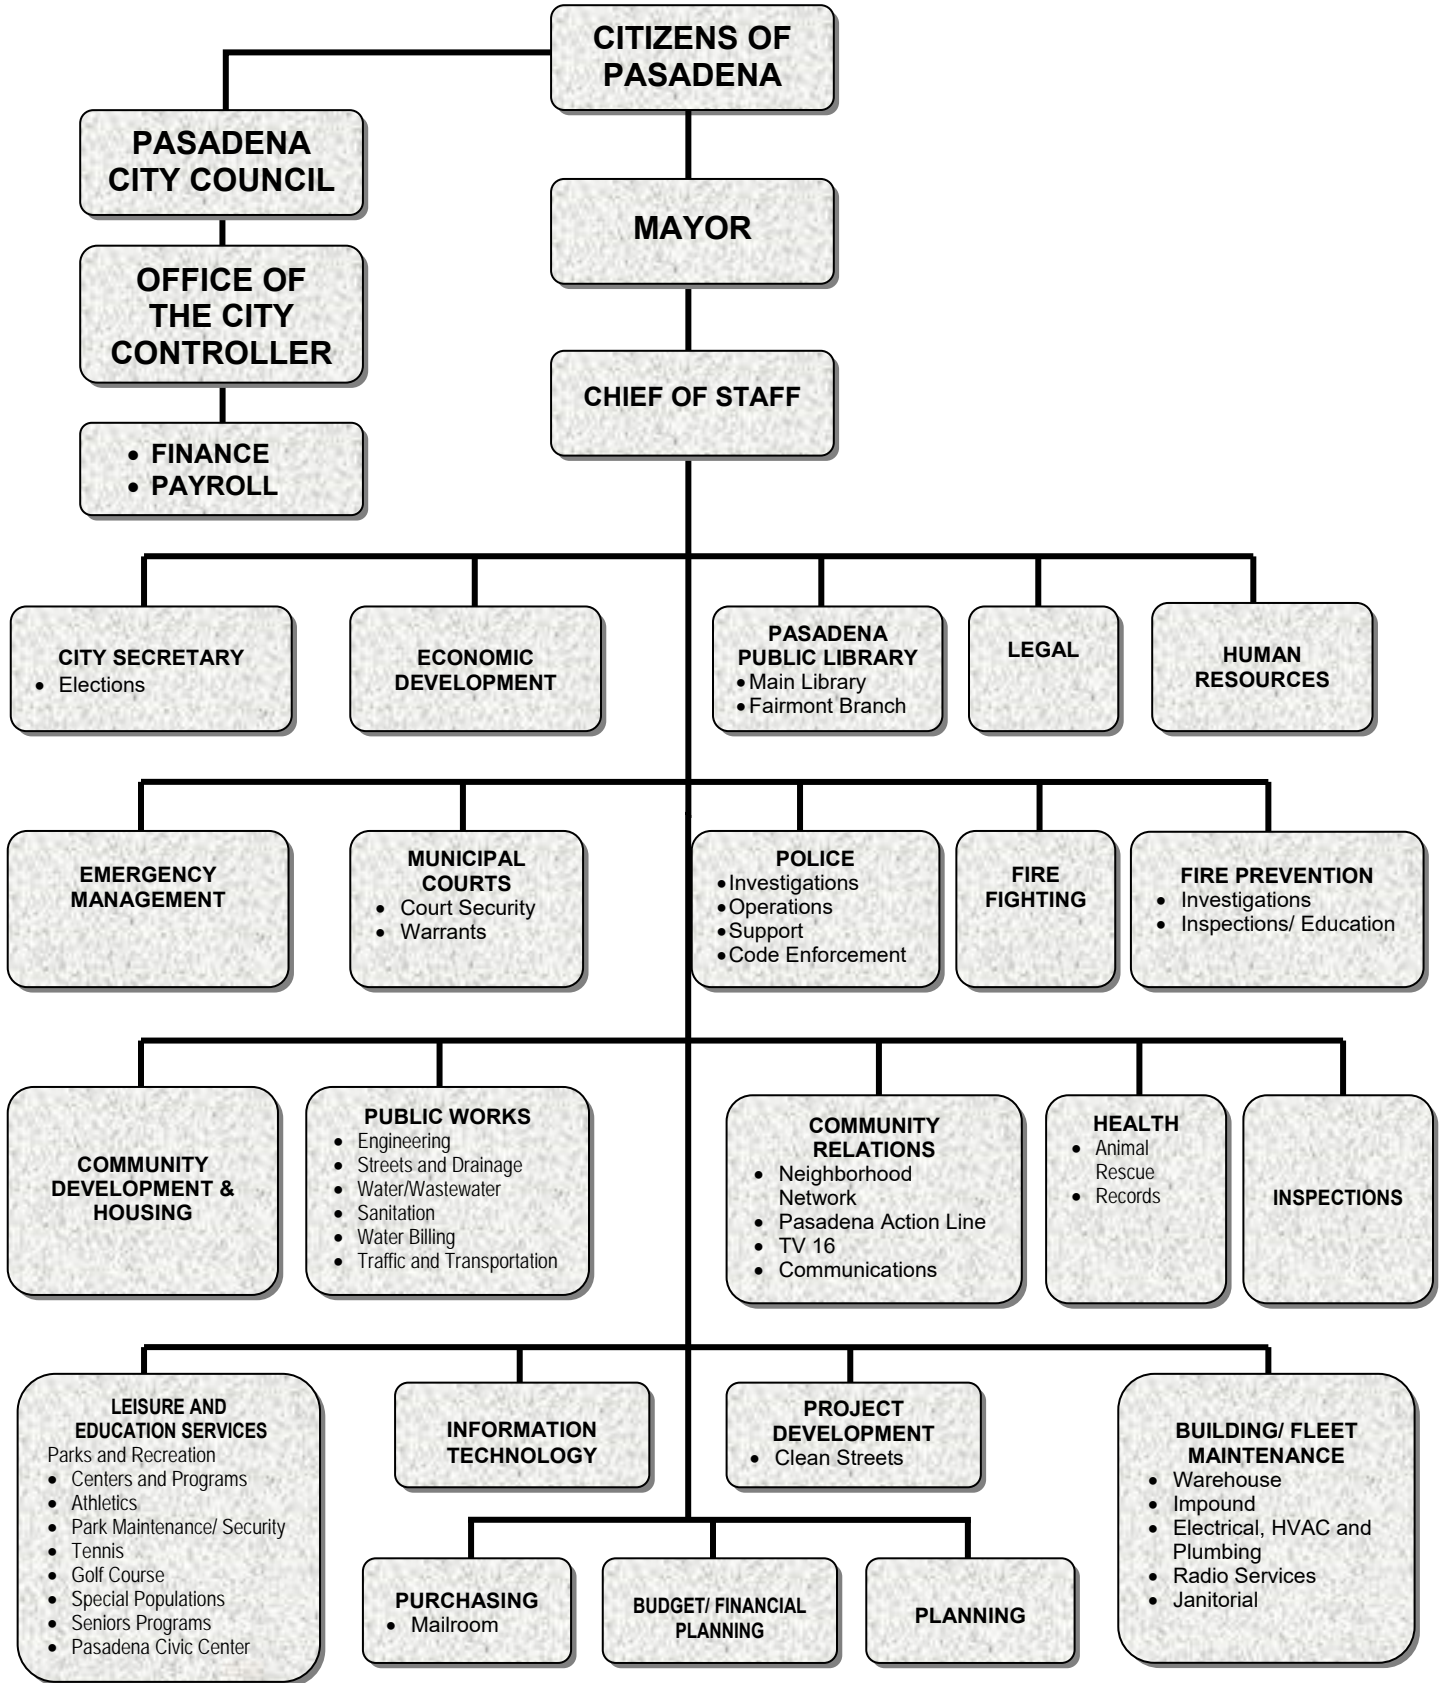 CITIZENS OF
PASADENA
PASADENA
CITY COUNCIL
MAYOR
OFFICE OF
THE CITY
CONTROLLER
CHIEF OF STAFF
• FINANCE
• PAYROLL
CITY SECRETARY
• Elections
ECONOMIC
DEVELOPMENT
PASADENA
PUBLIC LIBRARY
• Main Library
• Fairmont Branch
LEGAL
HUMAN
RESOURCES
EMERGENCY
MANAGEMENT
MUNICIPAL
COURTS
• Court Security
• Warrants
POLICE
• Investigations
• Operations
• Support
• Code Enforcement
FIRE
FIGHTING
FIRE PREVENTION
• Investigations
• Inspections/ Education
COMMUNITY
DEVELOPMENT &
HOUSING
PUBLIC WORKS
• Engineering
• Streets and Drainage
• Water/Wastewater
• Sanitation
• Water Billing
• Traffic and Transportation
COMMUNITY
RELATIONS
• Neighborhood
Network
• Pasadena Action Line
• TV 16
• Communications
HEALTH
• Animal
Rescue
• Records
INSPECTIONS
LEISURE AND
EDUCATION SERVICES
Parks and Recreation
• Centers and Programs
• Athletics
• Park Maintenance/ Security
• Tennis
• Golf Course
• Special Populations
• Seniors Programs
• Pasadena Civic Center
INFORMATION
TECHNOLOGY
PROJECT
DEVELOPMENT
• Clean Streets
BUILDING/ FLEET
MAINTENANCE
• Warehouse
• Impound
• Electrical, HVAC and
Plumbing
• Radio Services
• Janitorial
PURCHASING
• Mailroom
BUDGET/ FINANCIAL
PLANNING
PLANNING